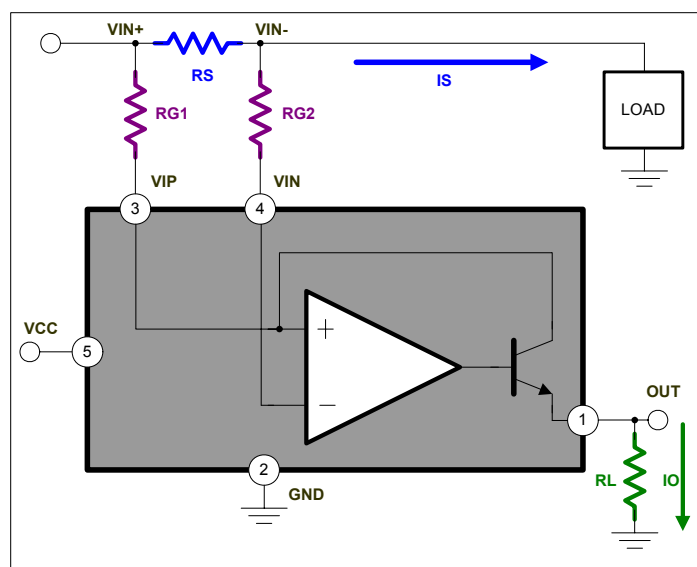 VIN+ VIN-
RS IS
RG1 RG2 LOAD
VIP VIN
3 4
VCC
5
+
−
OUT
1
2
GND
RL IO